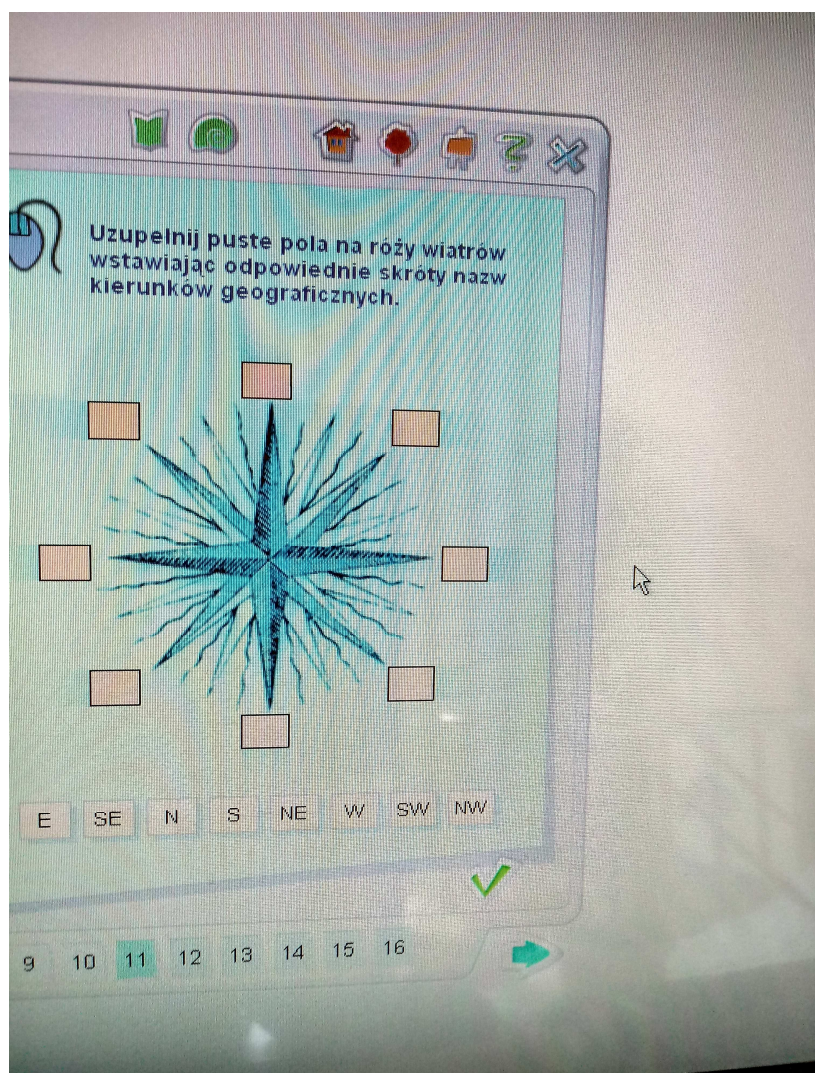 Uzupełnij puste pola na róży wiatrów
wstawiając odpowiednie skróty nazw
kierunków geograficznych.
E SE N S NE W SW NW
9 10 11 12 13 14 15 16